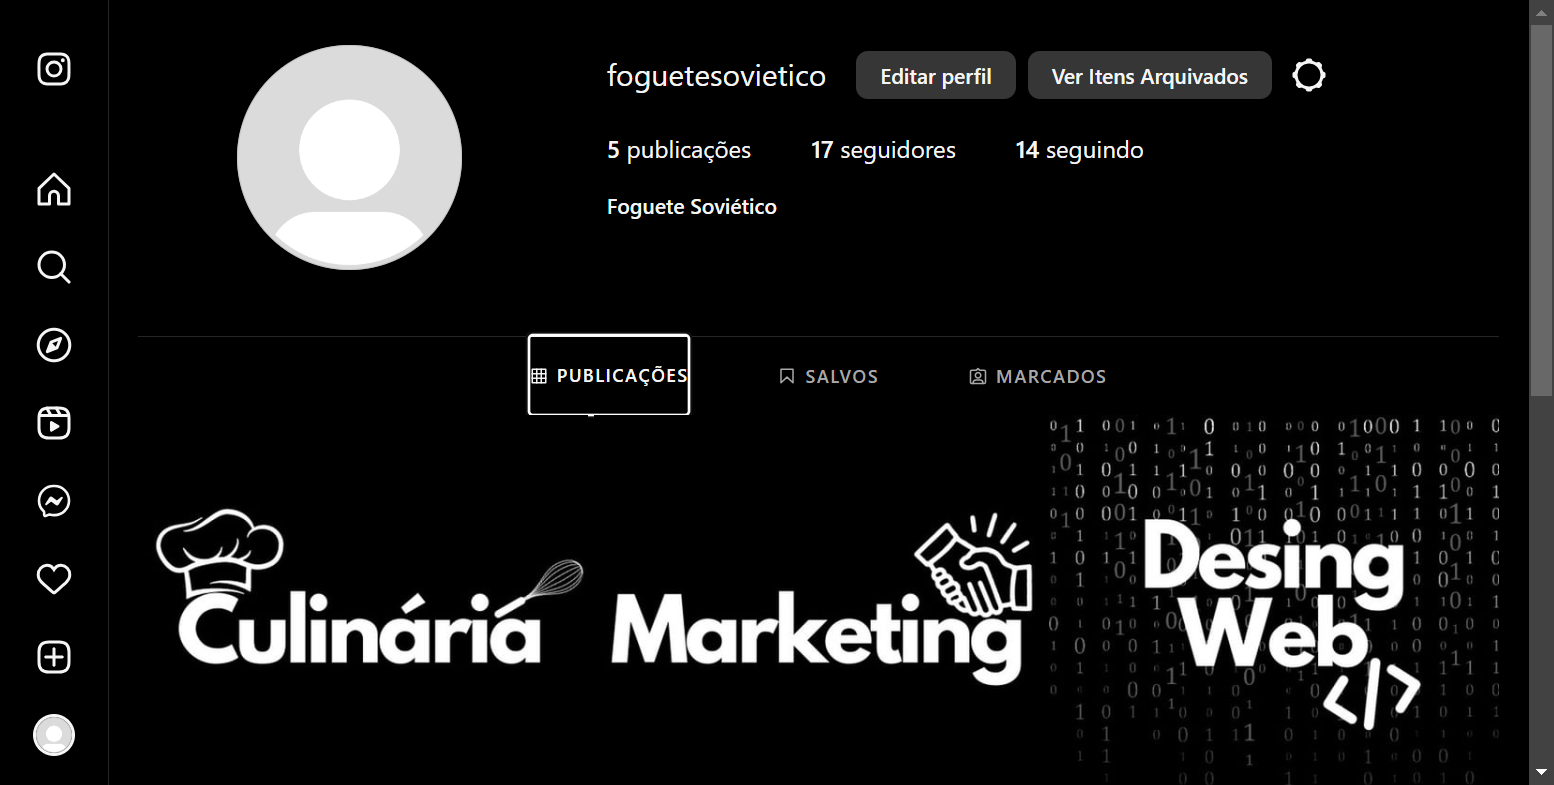 foguetesovietico Editar perfil Ver Itens Arquivados
5 publicações 17 seguidores 14 seguindo
Foguete Soviético
PUBLICAÇÕES SALVOS MARCADOS
Culinária
Marketing
Desing
Web
</>